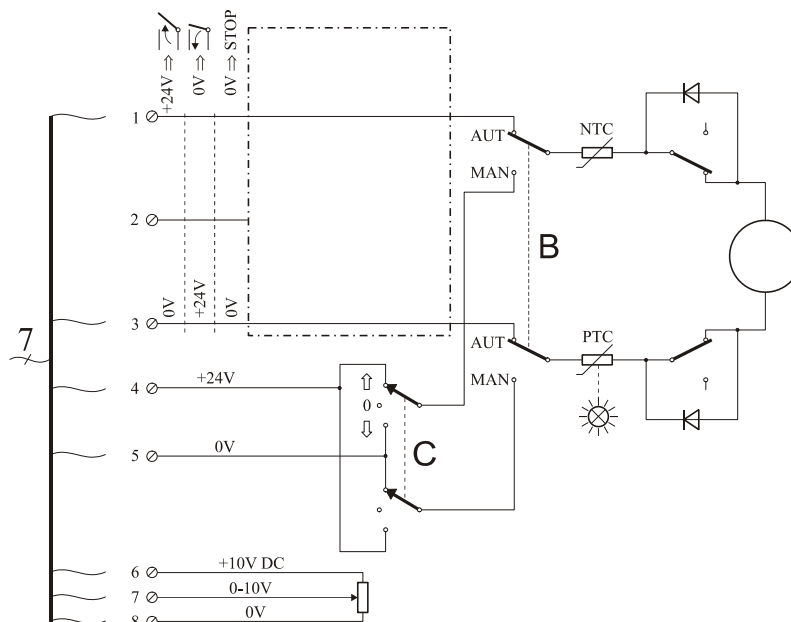 +24V ⇒
0V ⇒
0V ⇒ STOP
1
AUT
NTC
MAN
2
B
0V
+24V
0V
3
AUT
PTC
MAN
7
4
+24V
0
5
0V
C
6
+10V DC
7
0-10V
8
0V